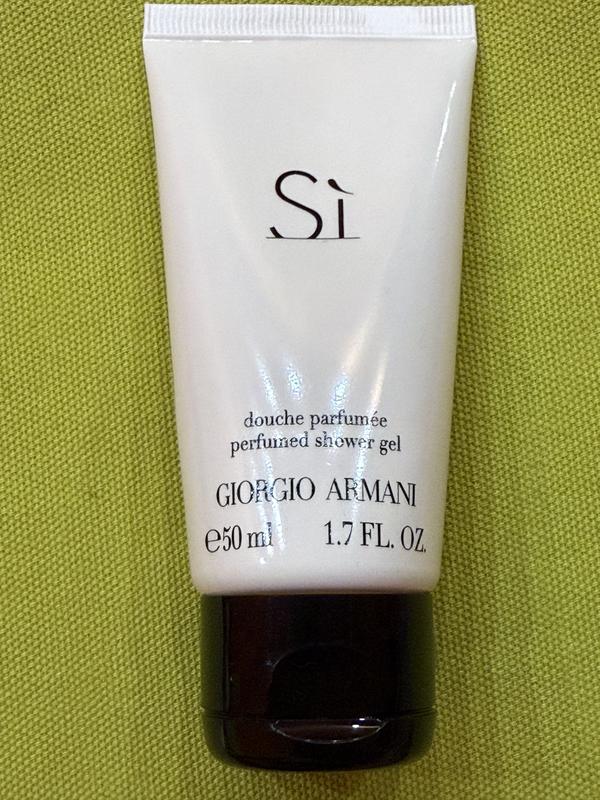 Sì
douche parfumée
perfumed shower gel
GIORGIO ARMANI
℮50 ml 1.7 FL. OZ.